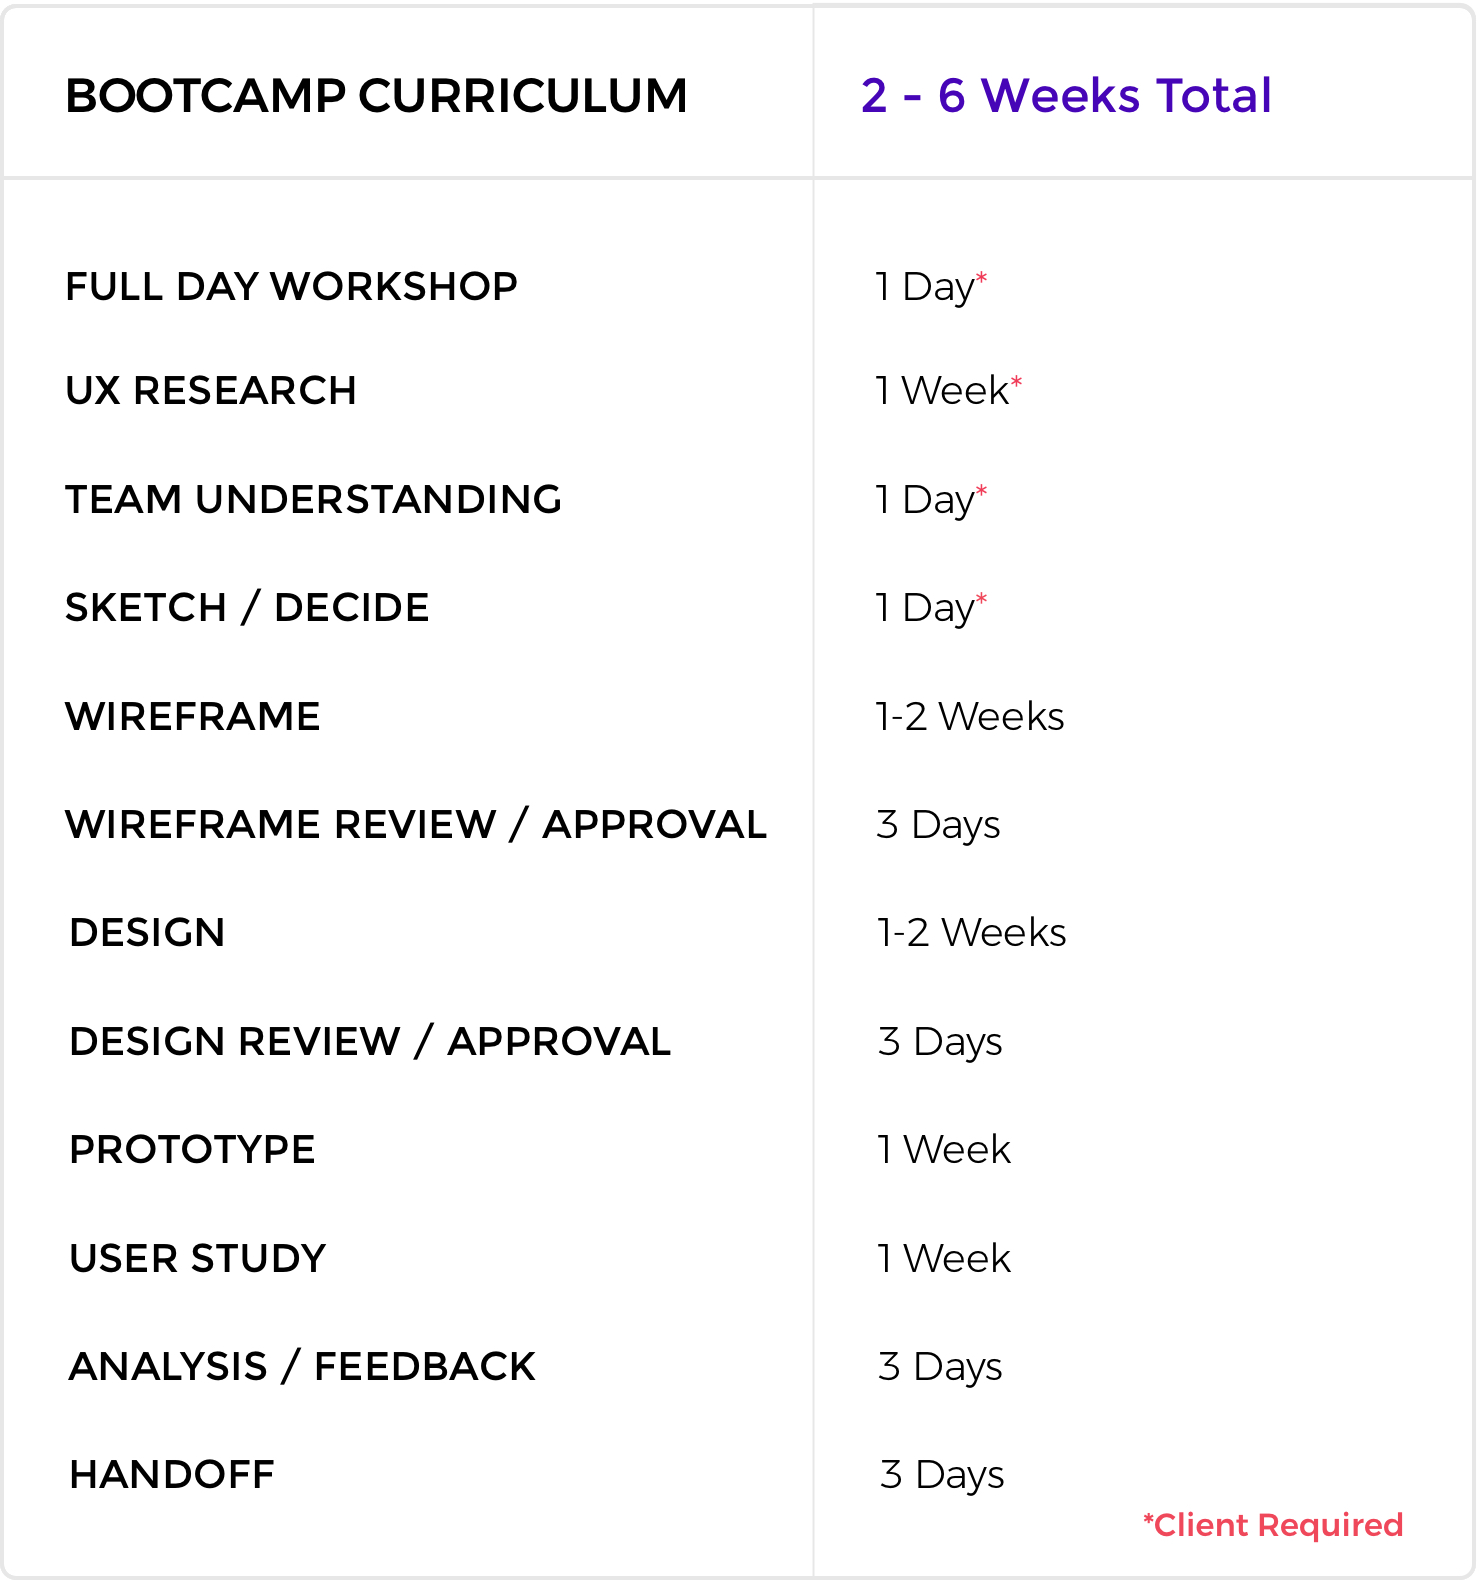 BOOTCAMP CURRICULUM 2 - 6 Weeks Total
FULL DAY WORKSHOP 1 Day*
UX RESEARCH 1 Week*
TEAM UNDERSTANDING 1 Day*
SKETCH / DECIDE 1 Day*
WIREFRAME 1-2 Weeks
WIREFRAME REVIEW / APPROVAL 3 Days
DESIGN 1-2 Weeks
DESIGN REVIEW / APPROVAL 3 Days
PROTOTYPE 1 Week
USER STUDY 1 Week
ANALYSIS / FEEDBACK 3 Days
HANDOFF 3 Days
*Client Required